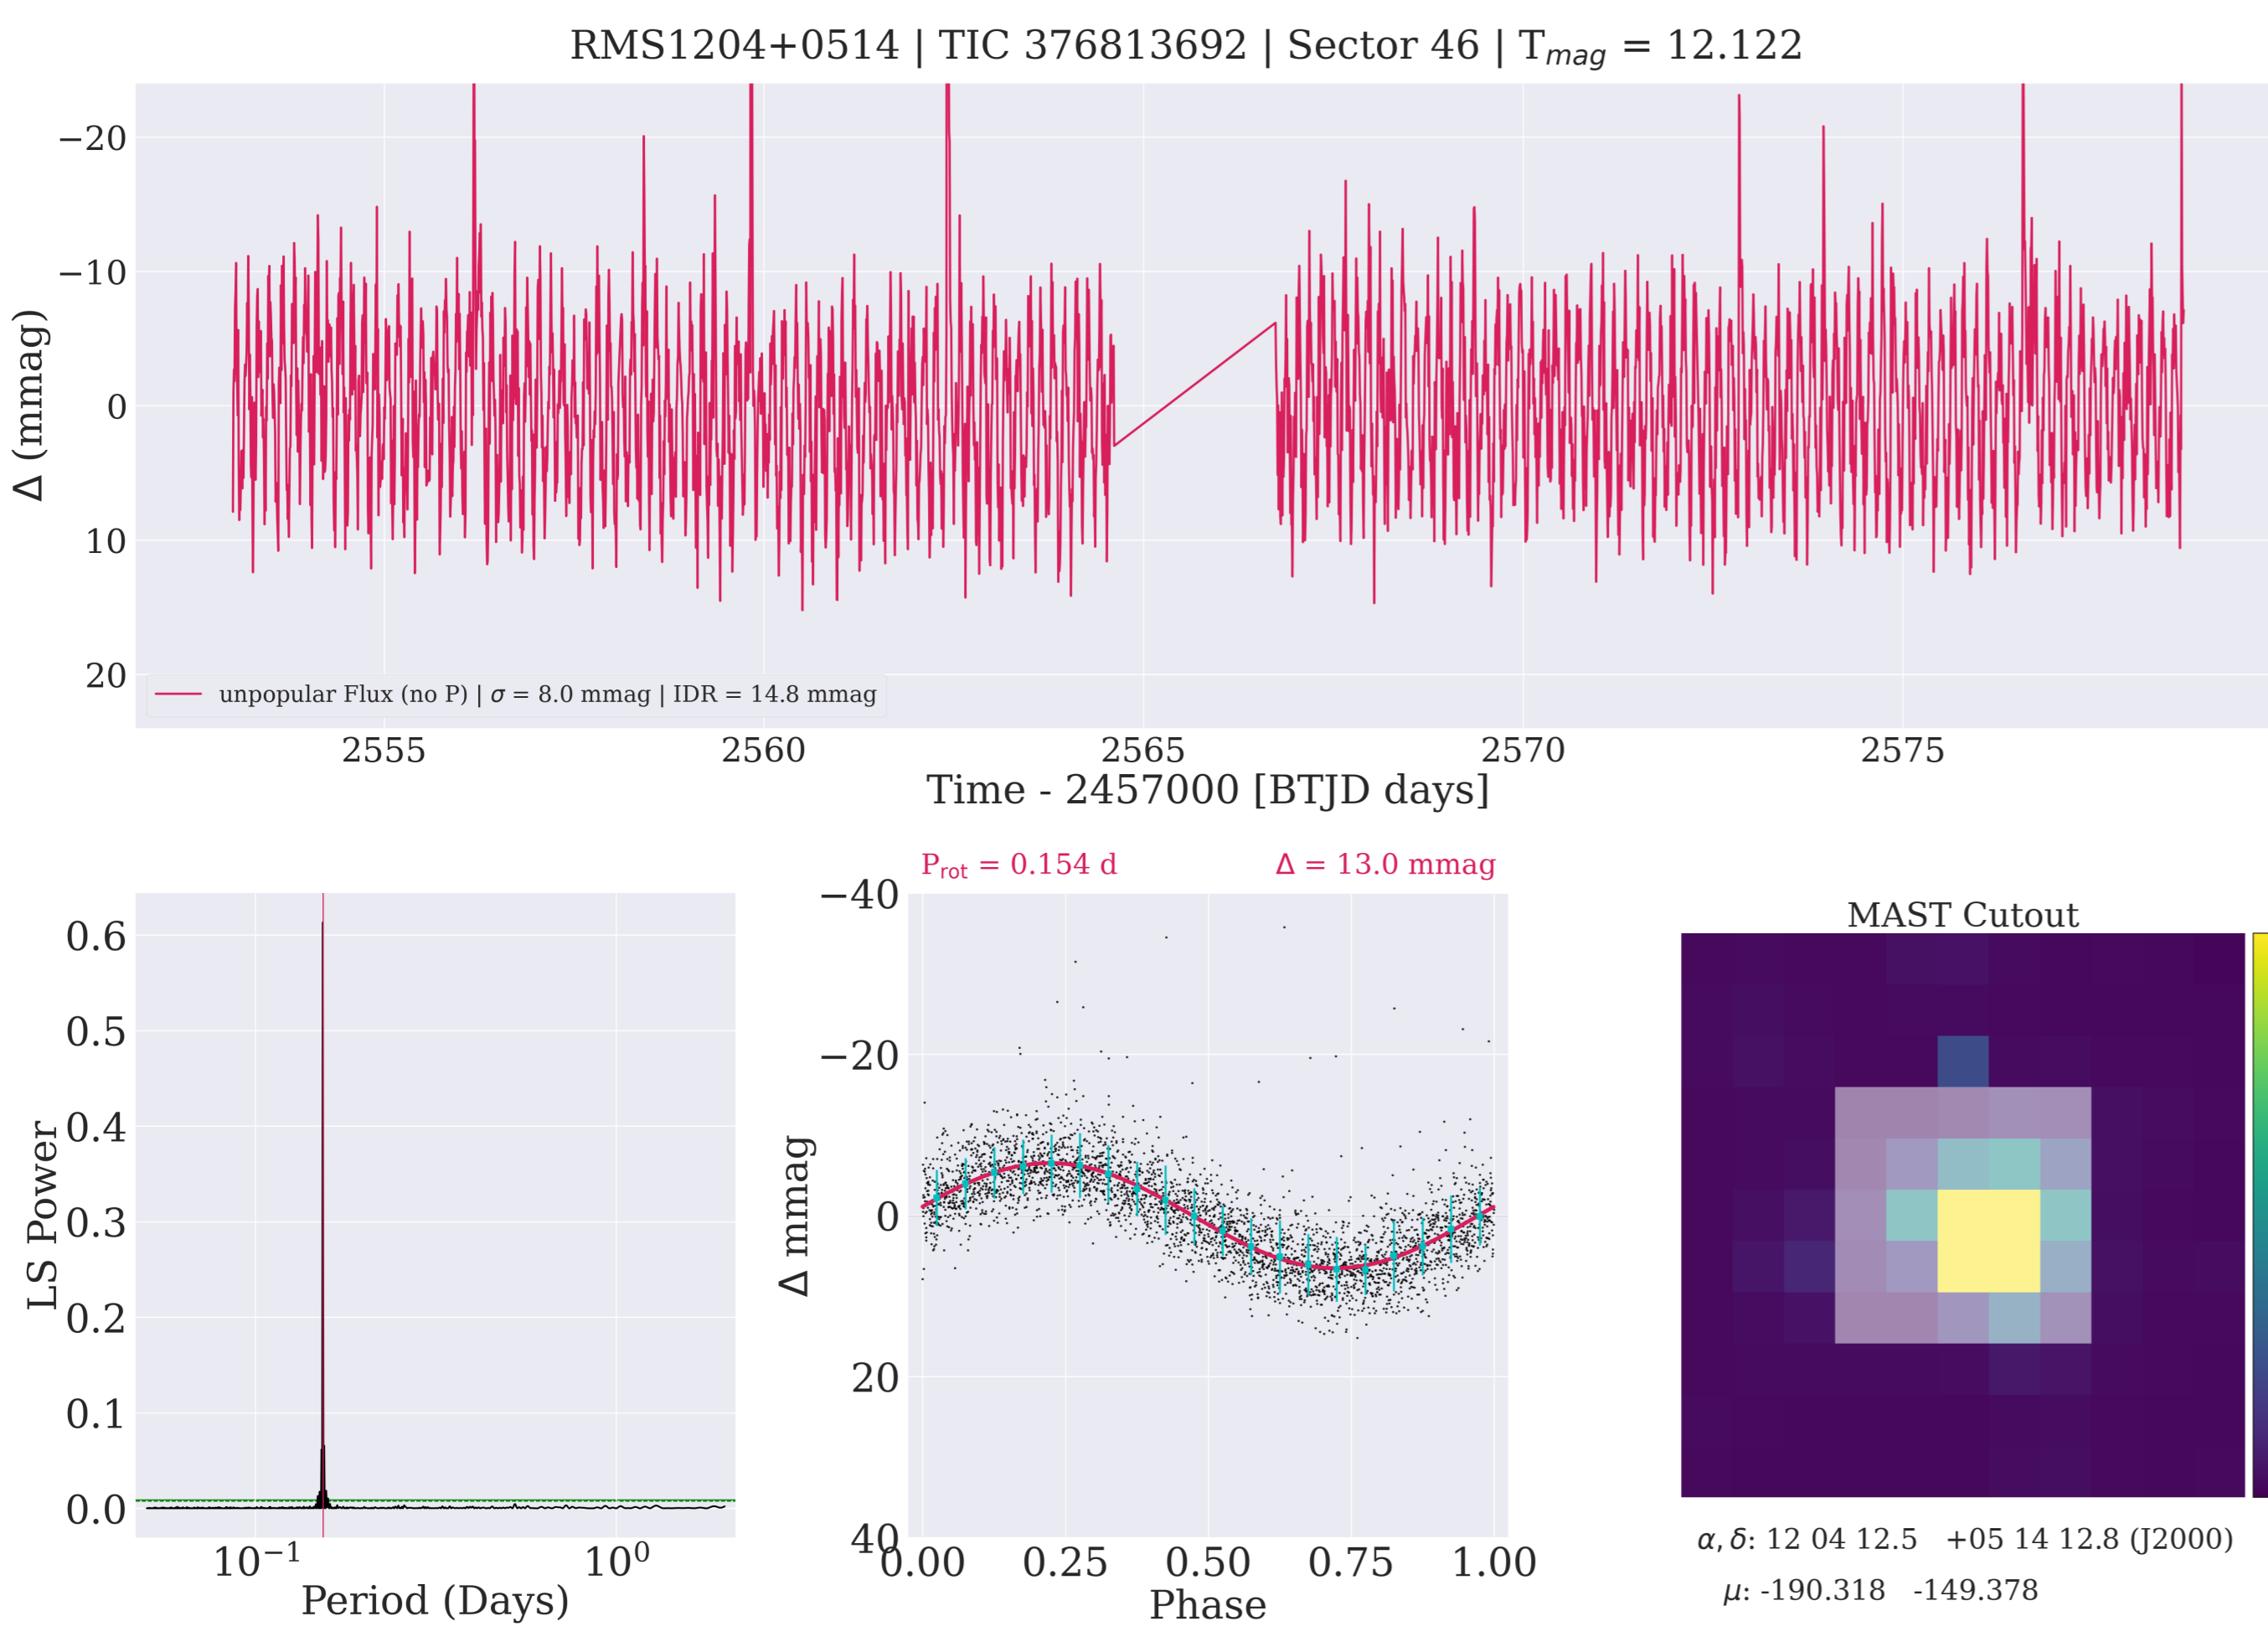 RMS1204+0514 | TIC 376813692 | Sector 46 | Tmag = 12.122
−20
−10
0
10
20
Δ (mmag)
unpopular Flux (no P) | σ = 8.0 mmag | IDR = 14.8 mmag
2555 2560 2565 2570 2575
Time - 2457000 [BTJD days]
0.6
0.5
0.4
0.3
0.2
0.1
0.0
LS Power
10⁻¹ 10⁰
Period (Days)
Prot = 0.154 d Δ = 13.0 mmag
−40
−20
0
20
40
Δ mmag
0.00 0.25 0.50 0.75 1.00
Phase
MAST Cutout
α, δ: 12 04 12.5 +05 14 12.8 (J2000)
μ: -190.318 -149.378